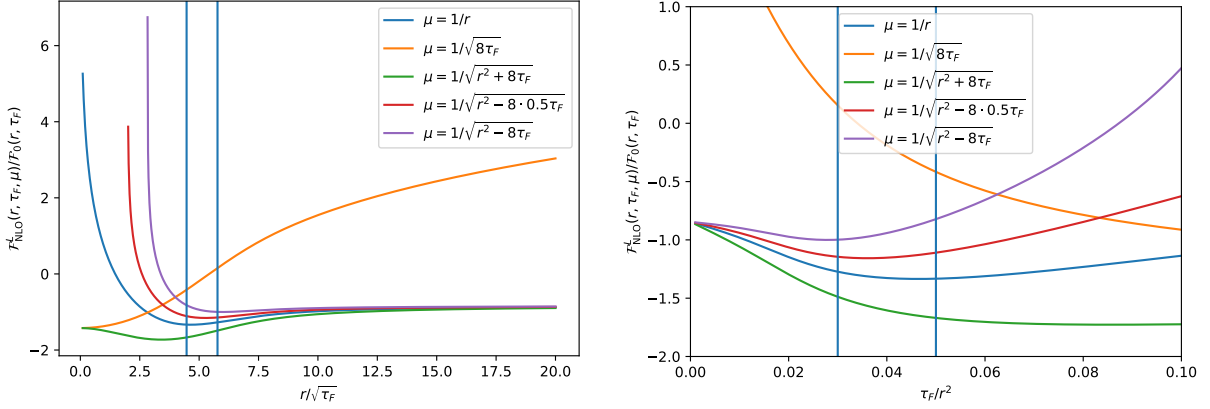 6
4
2
0
−2
0.0 2.5 5.0 7.5 10.0 12.5 15.0 17.5 20.0
r/√τ_F
𝓕ᴸ_NLO(r, τ_F, μ)/𝓕₀(r, τ_F)
μ = 1/r
μ = 1/√8τ_F
μ = 1/√r² + 8τ_F
μ = 1/√r² − 8 · 0.5τ_F
μ = 1/√r² − 8τ_F
1.0
0.5
0.0
−0.5
−1.0
−1.5
−2.0
0.00 0.02 0.04 0.06 0.08 0.10
τ_F/r²
𝓕ᴸ_NLO(r, τ_F, μ)/𝓕₀(r, τ_F)
μ = 1/r
μ = 1/√8τ_F
μ = 1/√r² + 8τ_F
μ = 1/√r² − 8 · 0.5τ_F
μ = 1/√r² − 8τ_F